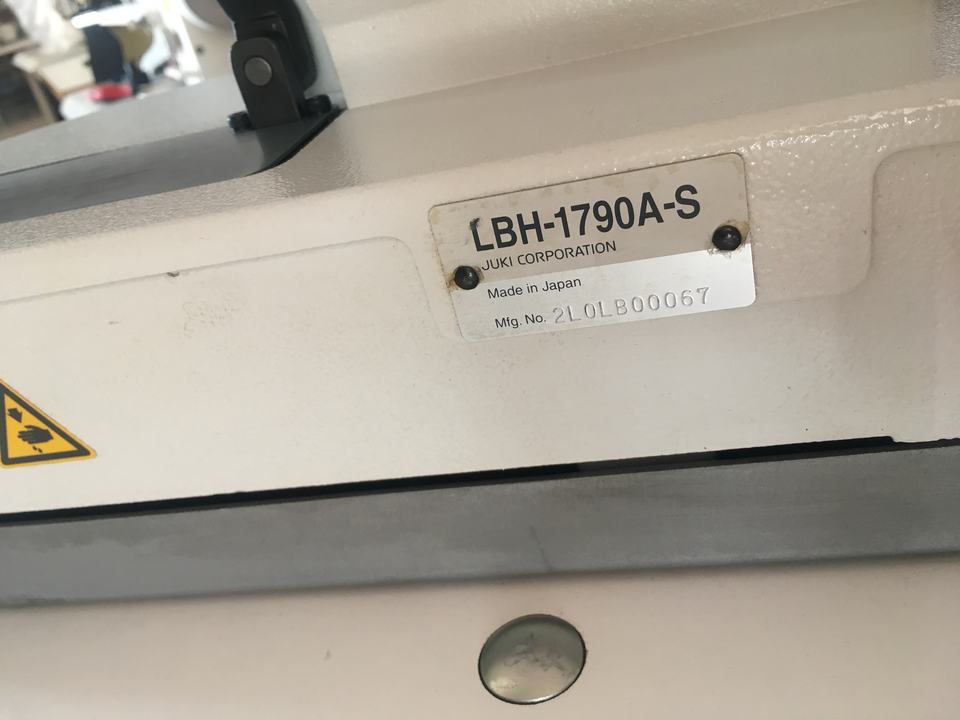 LBH-1790A-S
JUKI CORPORATION
Made in Japan
Mfg. No. 2L0LB00067